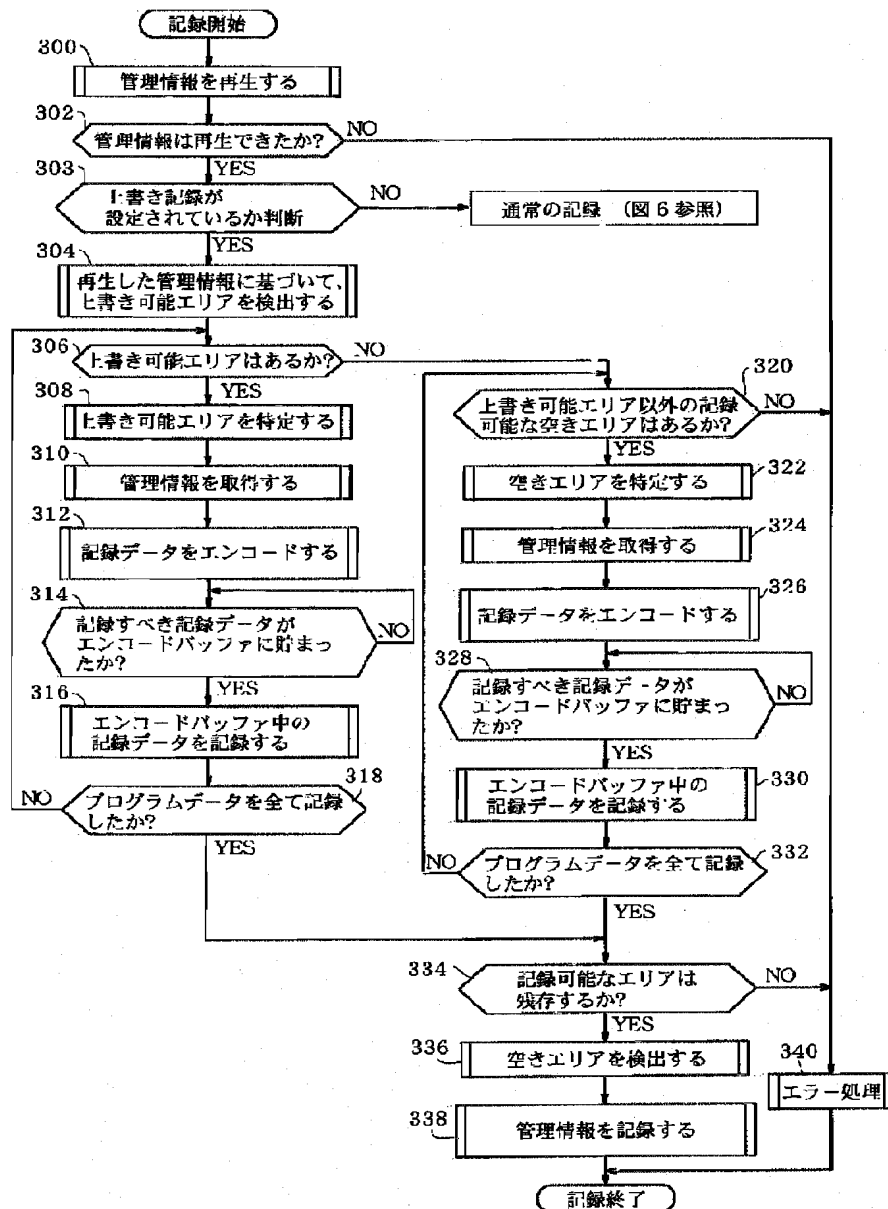 記録開始
300
管理情報を再生する
302
管理情報は再生できたか?
NO
YES
303
上書き記録が
設定されているか判断
NO
通常の記録 (図6参照)
YES
304
再生した管理情報に基づいて、
上書き可能エリアを検出する
306
上書き可能エリアはあるか?
NO
YES
308
上書き可能エリアを特定する
310
管理情報を取得する
312
記録データをエンコードする
314
記録すべき記録データが
エンコードバッファに貯まっ
たか?
NO
YES
316
エンコードバッファ中の
記録データを記録する
318
NO
プログラムデータを全て記録
したか?
YES
320
上書き可能エリア以外の記録
可能な空きエリアはあるか?
NO
YES
322
空きエリアを特定する
324
管理情報を取得する
326
記録データをエンコードする
328
記録すべき記録データが
エンコードバッファに貯まっ
たか?
NO
YES
330
エンコードバッファ中の
記録データを記録する
332
NO
プログラムデータを全て記録
したか?
YES
334
記録可能なエリアは
残存するか?
NO
YES
336
空きエリアを検出する
340
エラー処理
338
管理情報を記録する
記録終了